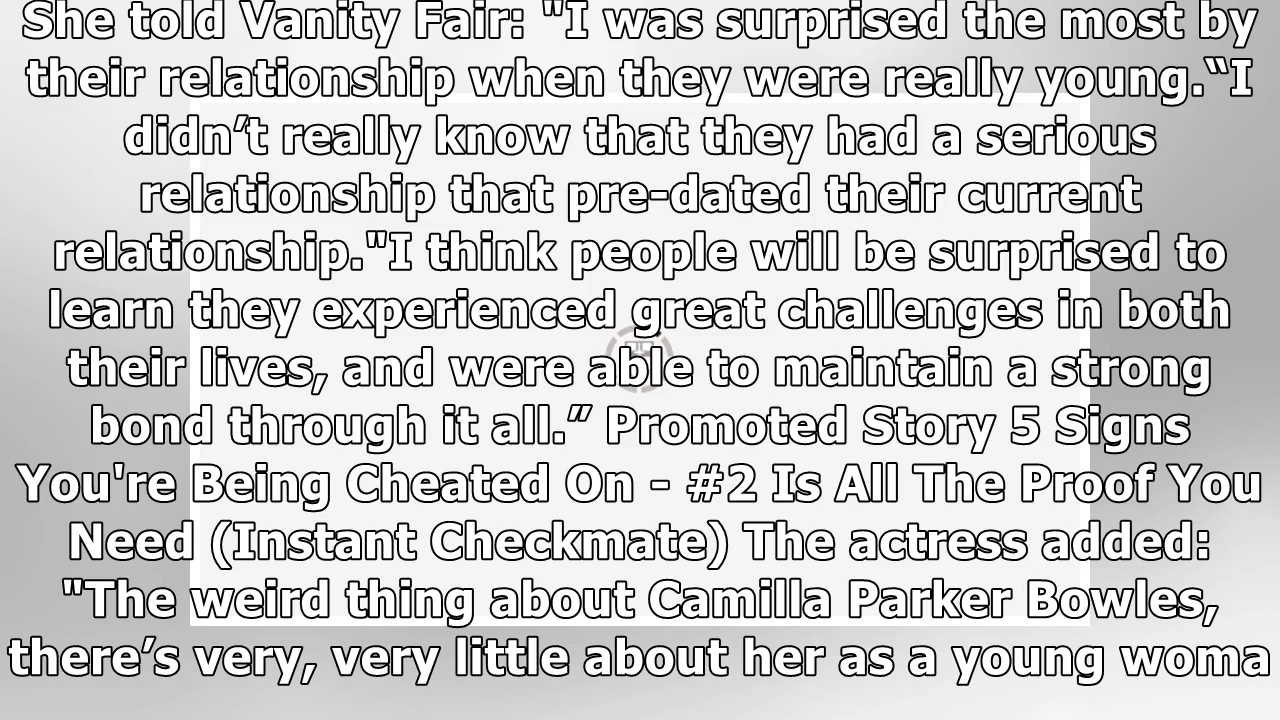 She told Vanity Fair: "I was surprised the most by
their relationship when they were really young.“I
didn’t really know that they had a serious
relationship that pre-dated their current
relationship."I think people will be surprised to
learn they experienced great challenges in both
their lives, and were able to maintain a strong
bond through it all.” Promoted Story 5 Signs
You're Being Cheated On - #2 Is All The Proof You
Need (Instant Checkmate) The actress added:
"The weird thing about Camilla Parker Bowles,
there’s very, very little about her as a young woma